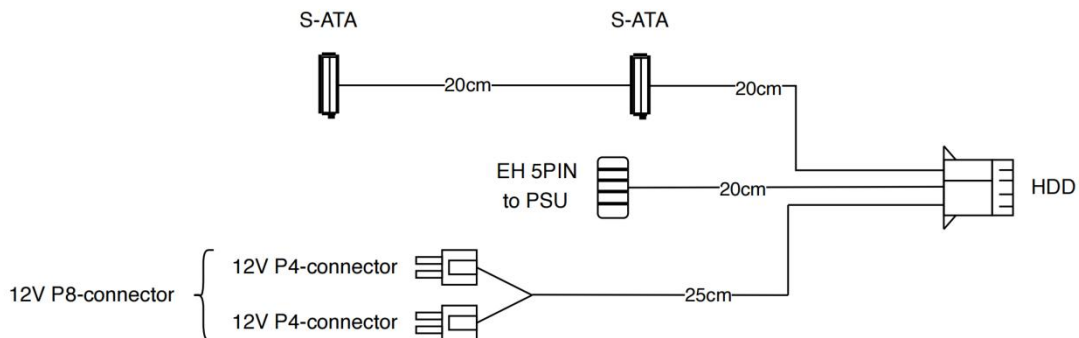 S-ATA
S-ATA
20cm
20cm
EH 5PIN
to PSU
20cm
HDD
12V P4-connector
12V P8-connector
25cm
12V P4-connector